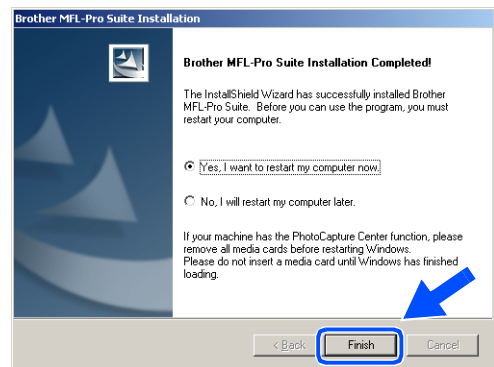 Brother MFL-Pro Suite Installation
Brother MFL-Pro Suite Installation Completed!
The InstallShield Wizard has successfully installed Brother
MFL-Pro Suite.  Before you can use the program, you must
restart your computer.
Yes, I want to restart my computer now.
No, I will restart my computer later.
If your machine has the PhotoCapture Center function, please
remove all media cards before restarting Windows.
Please do not insert a media card until Windows has finished
loading.
< Back
Finish
Cancel